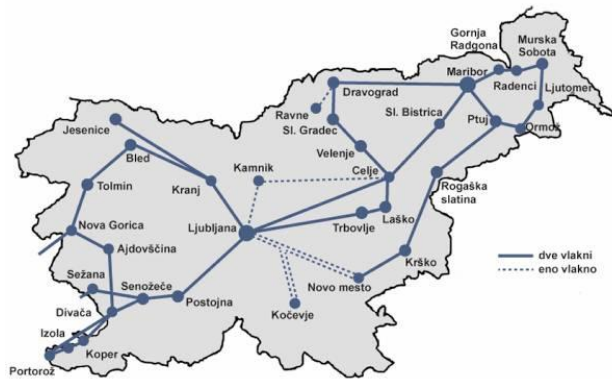 Gornja
Radgona
Murska
Sobota
Maribor
Dravograd
Radenci
Ljutomer
Ravne
Sl. Bistrica
Jesenice
Sl. Gradec
Ptuj
Ormož
Bled
Kamnik
Velenje
Celje
Tolmin
Kranj
Rogaška
slatina
Nova Gorica
Ljubljana
Trbovlje
Laško
Ajdovščina
Krško
dve vlakni
eno vlakno
Sežana
Senožeče
Novo mesto
Divača
Postojna
Kočevje
Izola
Koper
Portorož